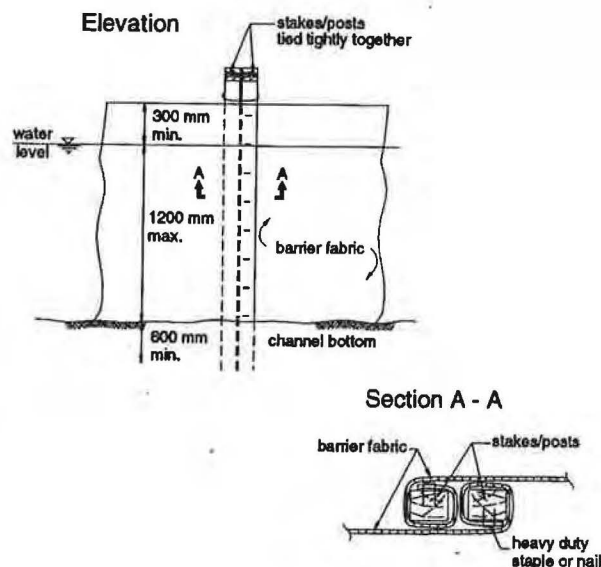 Elevation
stakes/posts
tied tightly together
300 mm
min.
water
level
A
A
1200 mm
max.
barrier fabric
600 mm
min.
channel bottom
Section A - A
barrier fabric
stakes/posts
heavy duty
staple or nail